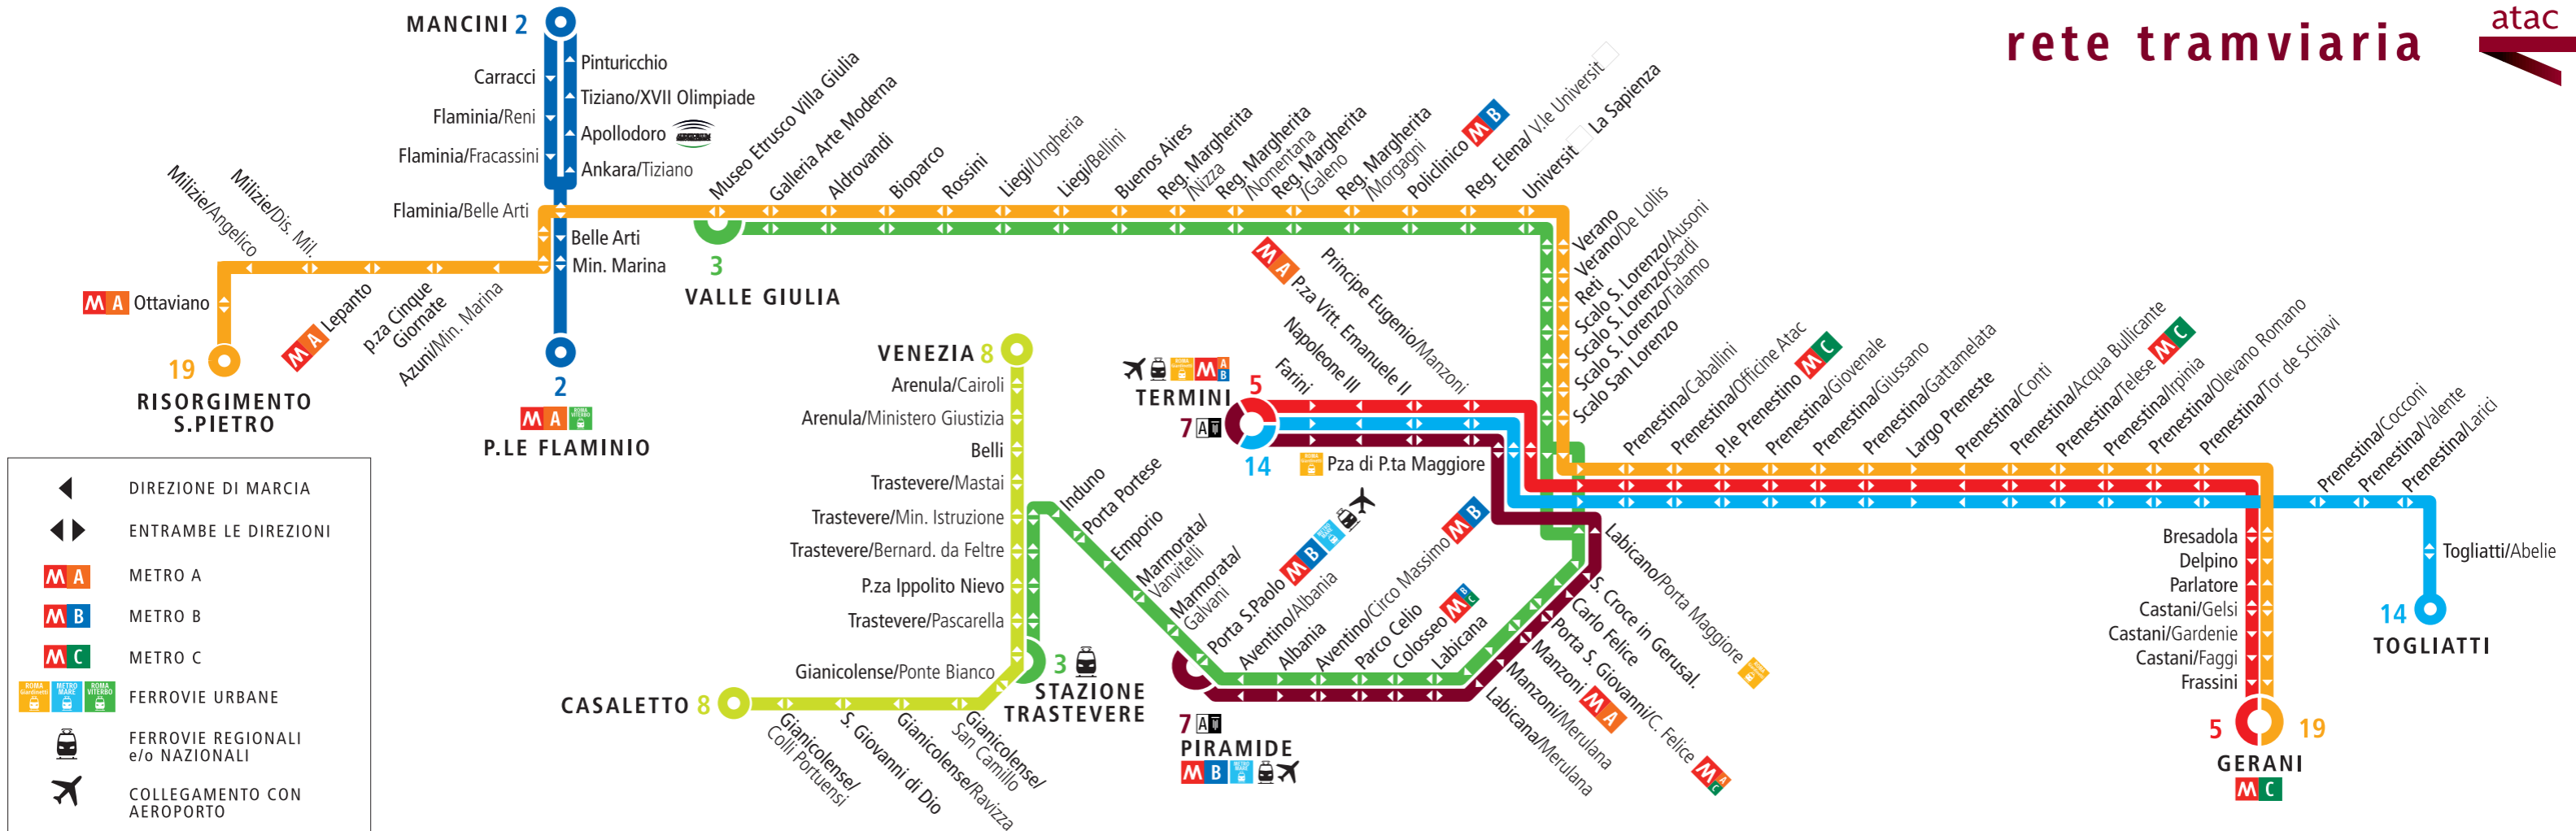 rete tramviaria
atac
MANCINI 2
Carracci
Flaminia/Reni
Flaminia/Fracassini
Pinturicchio
Tiziano/XVII Olimpiade
Apollodoro
Ankara/Tiziano
Flaminia/Belle Arti
Belle Arti
Min. Marina
2
M A ROMA VITERBO
P.LE FLAMINIO
Milizie/Angelico
Milizie/Dis. Mil.
M A Ottaviano
M A Lepanto
p.za Cinque
Giornate
Azuni/Min. Marina
19
RISORGIMENTO
S.PIETRO
Museo Etrusco Villa Giulia
Galleria Arte Moderna
Aldrovandi
Bioparco
Rossini
Liegi/Ungheria
Liegi/Bellini
Buenos Aires
Reg. Margherita
/Nizza
Reg. Margherita
/Nomentana
Reg. Margherita
/Galeno
Reg. Margherita
/Morgagni
Policlinico M B
Reg. Elena/ V.le Universit
Universit La Sapienza
3
VALLE GIULIA
Verano
Verano/De Lollis
Reti
Scalo S. Lorenzo/Ausoni
Scalo S. Lorenzo/Sardi
Scalo S. Lorenzo/Talamo
Scalo San Lorenzo
M A P.za Vitt. Emanuele II
Principe Eugenio/Manzoni
Napoleone III
Farini
M A B
TERMINI
5
7 A
14
Pza di P.ta Maggiore
Prenestina/Caballini
Prenestina/Officine Atac
P.le Prenestino M C
Prenestina/Giovenale
Prenestina/Giussano
Prenestina/Gattamelata
Largo Preneste
Prenestina/Conti
Prenestina/Acqua Bullicante
Prenestina/Telese M C
Prenestina/Irpinia
Prenestina/Olevano Romano
Prenestina/Tor de Schiavi
Prenestina/Cocconi
Prenestina/Valente
Prenestina/Larici
Togliatti/Abelie
14
TOGLIATTI
Bresadola
Delpino
Parlatore
Castani/Gelsi
Castani/Gardenie
Castani/Faggi
Frassini
5
19
GERANI
M C
VENEZIA 8
Arenula/Cairoli
Arenula/Ministero Giustizia
Belli
Trastevere/Mastai
Trastevere/Min. Istruzione
Trastevere/Bernard. da Feltre
P.za Ippolito Nievo
Trastevere/Pascarella
Gianicolense/Ponte Bianco
CASALETTO 8
Gianicolense/
Colli Portuensi
S. Giovanni di Dio
Gianicolense/Ravizza
Gianicolense/
San Camillo
3
STAZIONE
TRASTEVERE
Induno
Porta Portese
Emporio
Marmorata/
Vanvitelli
Marmorata/
Galvani
Porta S.Paolo M B
Aventino/Albania
Albania
Aventino/Circo Massimo M B
Parco Celio
Colosseo M B C
Labicana
7 A
PIRAMIDE
M B METRO MARE
Labicano/Porta Maggiore
S. Croce in Gerusal.
Carlo Felice
Porta S. Giovanni/C. Felice M A C
Manzoni M A
Manzoni/Merulana
Labicana/Merulana
DIREZIONE DI MARCIA
ENTRAMBE LE DIREZIONI
M A METRO A
M B METRO B
M C METRO C
ROMA Giardinetti METRO MARE ROMA VITERBO FERROVIE URBANE
FERROVIE REGIONALI
e/o NAZIONALI
COLLEGAMENTO CON
AEROPORTO